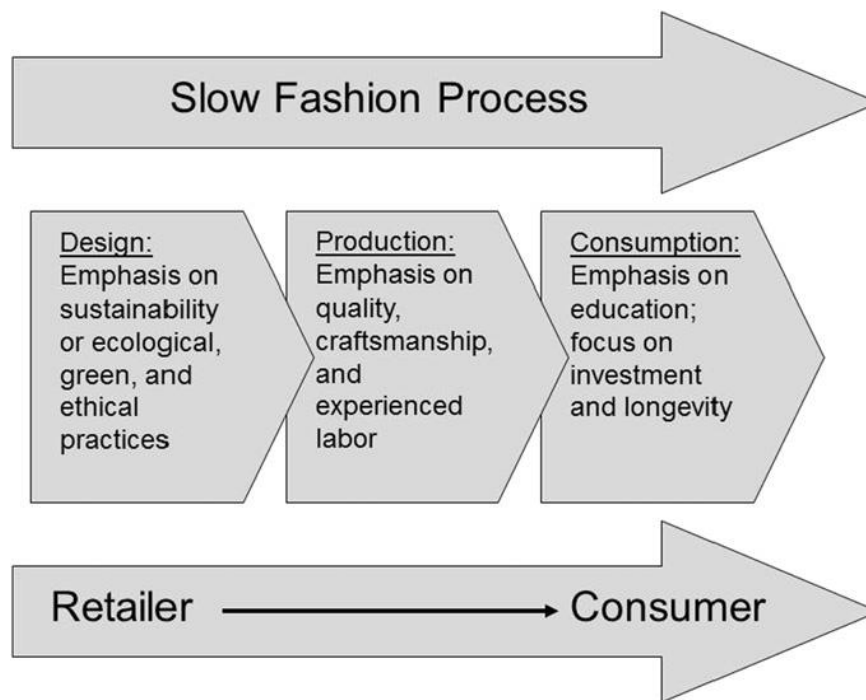 Slow Fashion Process
Design:
Emphasis on
sustainability
or ecological,
green, and
ethical
practices
Production:
Emphasis on
quality,
craftsmanship,
and
experienced
labor
Consumption:
Emphasis on
education;
focus on
investment
and longevity
Retailer
Consumer